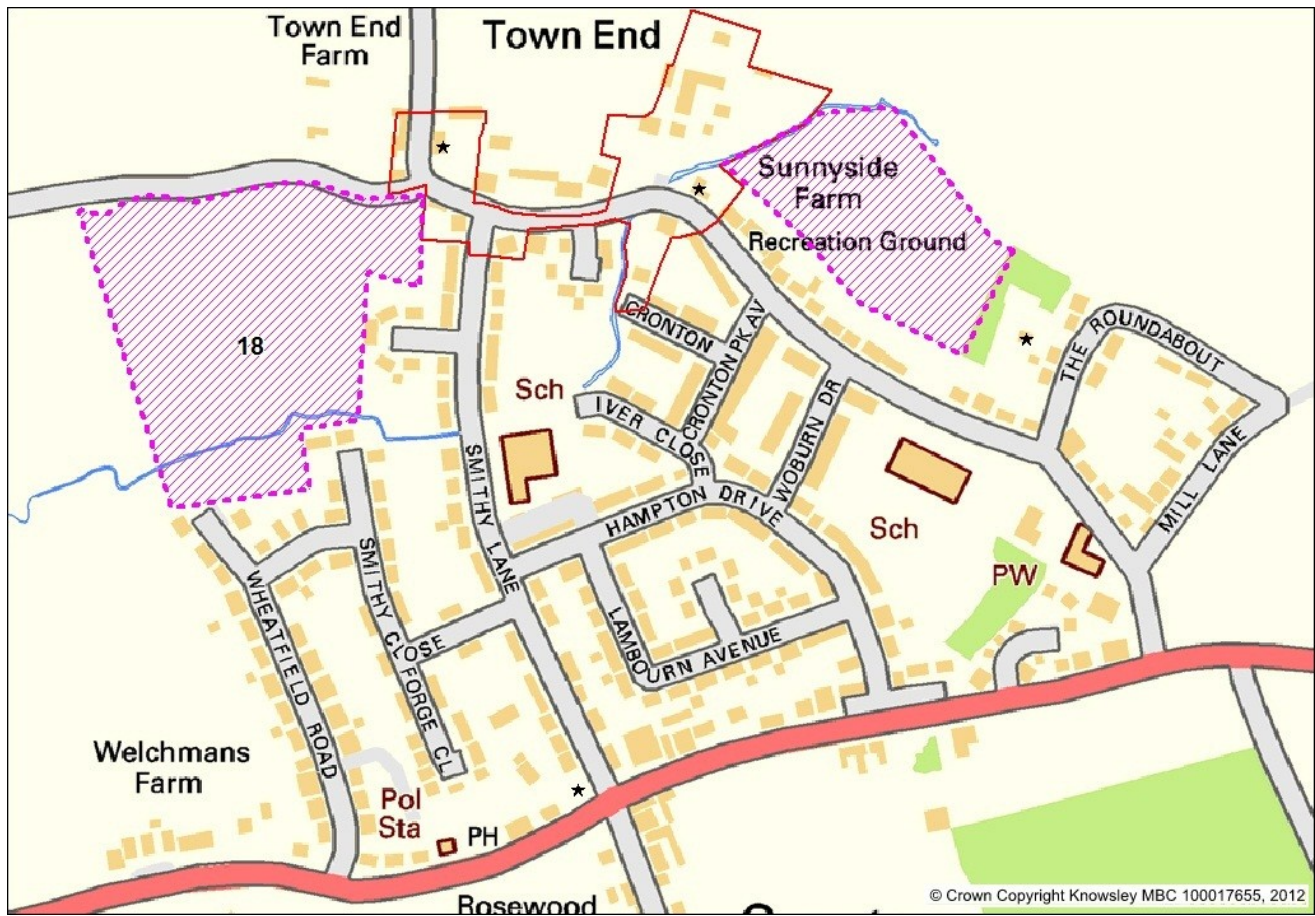 Town End
Farm
Town End
Sunnyside
Farm
Recreation Ground
18
CRONTON
CRONTON PK AV
THE ROUNDABOUT
Sch
IVER CLOSE
WOBURN DR
MILL LANE
SMITHY LANE
HAMPTON DRIVE
Sch
PW
SMITHY CLOSE
WHEATFIELD ROAD
LAMBOURN AVENUE
FORGE CL
Welchmans
Farm
Pol
Sta
PH
Rosewood
© Crown Copyright Knowsley MBC 100017655, 2012